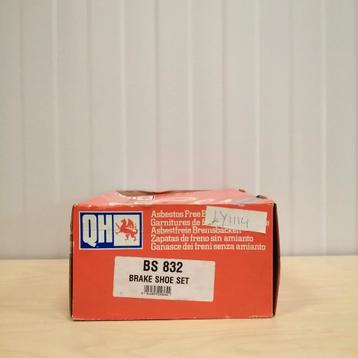 QH
Asbestos Free B
Garnitures de f
LY1114
Asbestfreie Bremsbacken
Zapatas de freno sin amianto
Ganasce dei freni senza amianto
BS 832
BRAKE SHOE SET